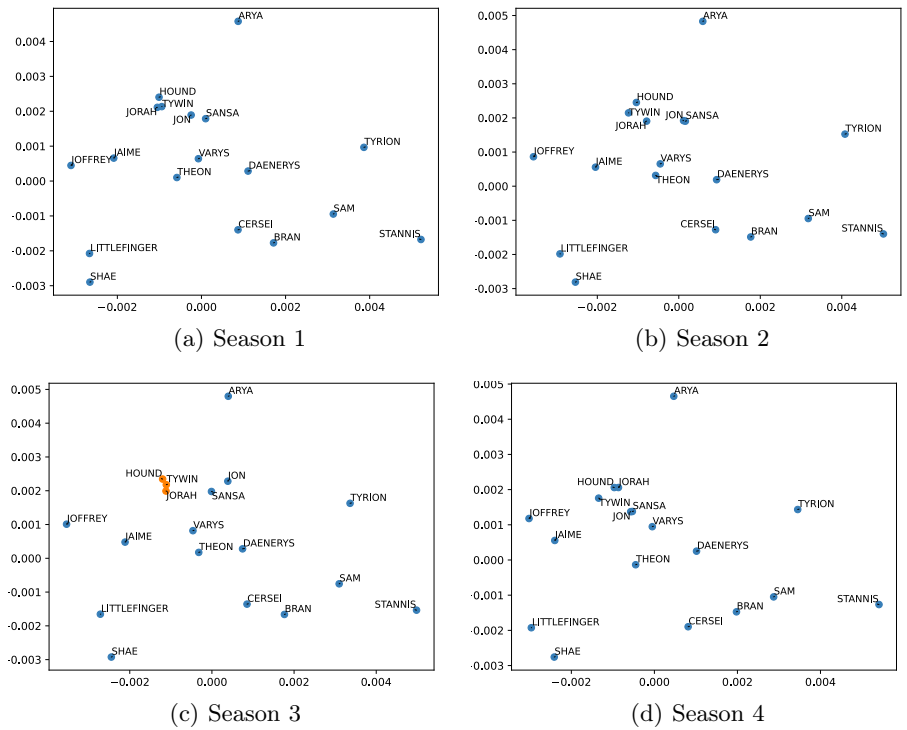 ARYA
0.004
0.003
HOUND
0.002
TYWIN
JORAH
JON
SANSA
TYRION
0.001
JOFFREY
JAIME
VARYS
DAENERYS
THEON
0.000
SAM
-0.001
CERSEI
BRAN
STANNIS
-0.002
LITTLEFINGER
SHAE
-0.003
−0.002 0.000 0.002 0.004
(a) Season 1
0.005
ARYA
0.004
0.003
HOUND
0.002
TYWIN
JORAH
JON
SANSA
TYRION
0.001
JOFFREY
JAIME
VARYS
THEON
DAENERYS
0.000
-0.001
SAM
CERSEI
BRAN
STANNIS
-0.002
LITTLEFINGER
SHAE
-0.003
−0.002 0.000 0.002 0.004
(b) Season 2
0.005
ARYA
0.004
0.003
HOUND
TYWIN
JON
0.002
JORAH
SANSA
TYRION
0.001
JOFFREY
JAIME
VARYS
THEON
DAENERYS
0.000
SAM
-0.001
CERSEI
BRAN
STANNIS
-0.002
LITTLEFINGER
SHAE
-0.003
−0.002 0.000 0.002 0.004
(c) Season 3
0.005
ARYA
0.004
0.003
HOUND
JORAH
0.002
TYWIN
SANSA
JON
TYRION
JOFFREY
VARYS
0.001
JAIME
DAENERYS
THEON
0.000
SAM
-0.001
BRAN
STANNIS
CERSEI
-0.002
LITTLEFINGER
SHAE
-0.003
−0.002 0.000 0.002 0.004
(d) Season 4